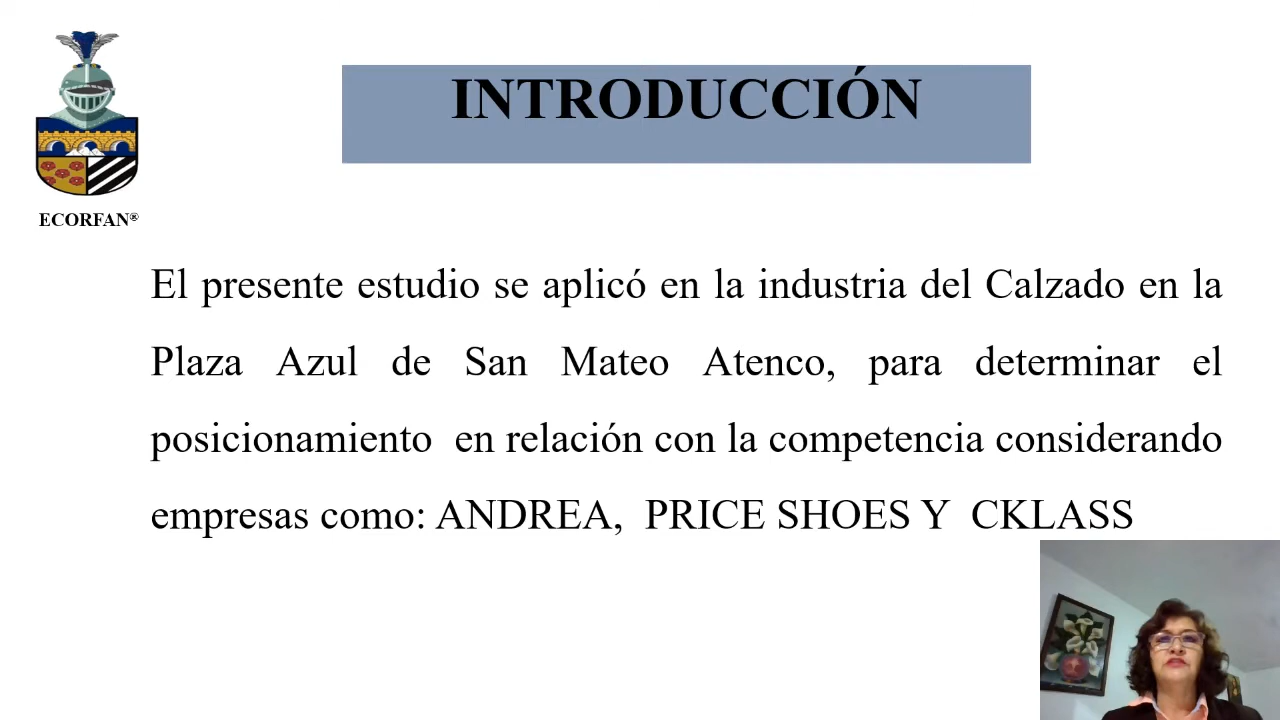 INTRODUCCIÓN
ECORFAN®
El presente estudio se aplicó en la industria del Calzado en la
Plaza Azul de San Mateo Atenco, para determinar el
posicionamiento en relación con la competencia considerando
empresas como: ANDREA, PRICE SHOES Y CKLASS